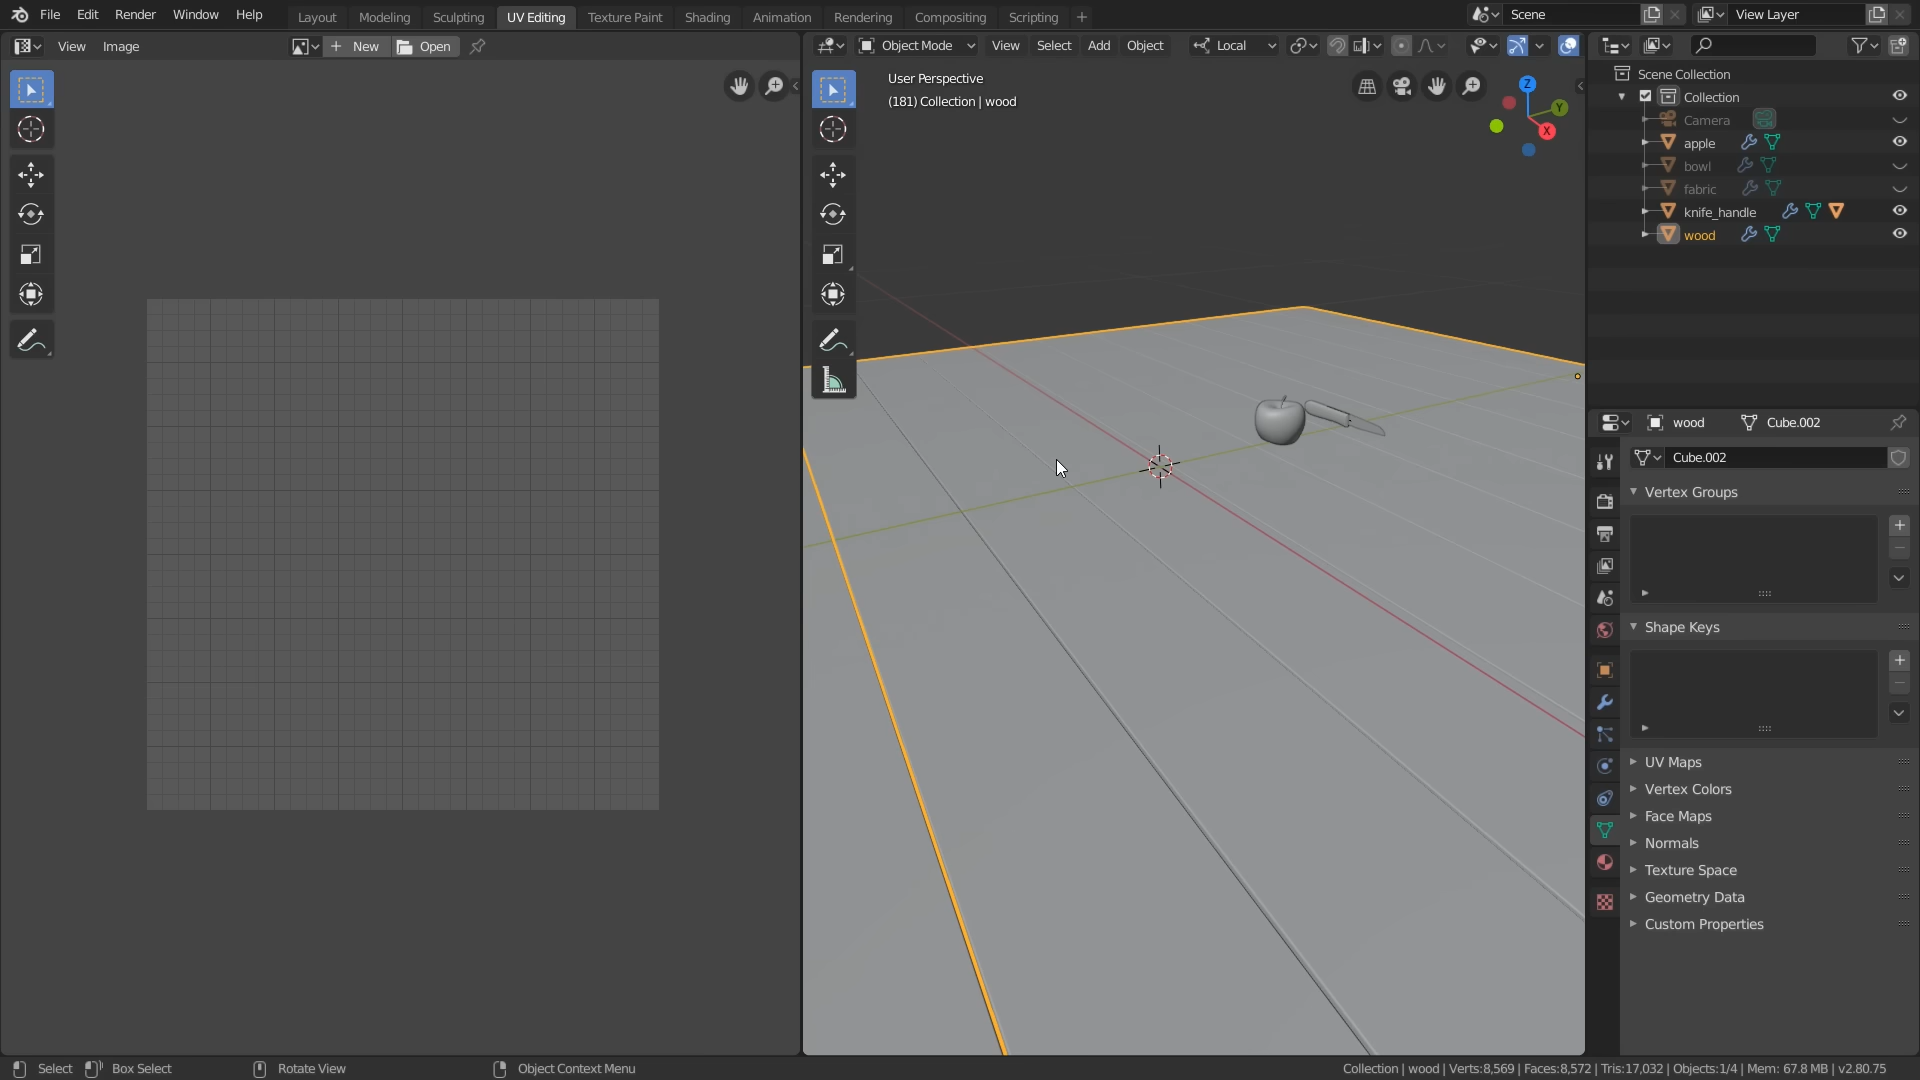 File Edit Render Window Help Layout Modeling Sculpting UV Editing Texture Paint Shading Animation Rendering Compositing Scripting + Scene View Layer
View Image + New Open Object Mode View Select Add Object Local
User Perspective
(181) Collection | wood
Z
Y
X
Scene Collection
Collection
Camera
apple
bowl
fabric
knife_handle
wood
wood Cube.002
Cube.002
Vertex Groups
Shape Keys
UV Maps
Vertex Colors
Face Maps
Normals
Texture Space
Geometry Data
Custom Properties
Select Box Select Rotate View Object Context Menu Collection | wood | Verts:8,569 | Faces:8,572 | Tris:17,032 | Objects:1/4 | Mem: 67.8 MB | v2.80.75